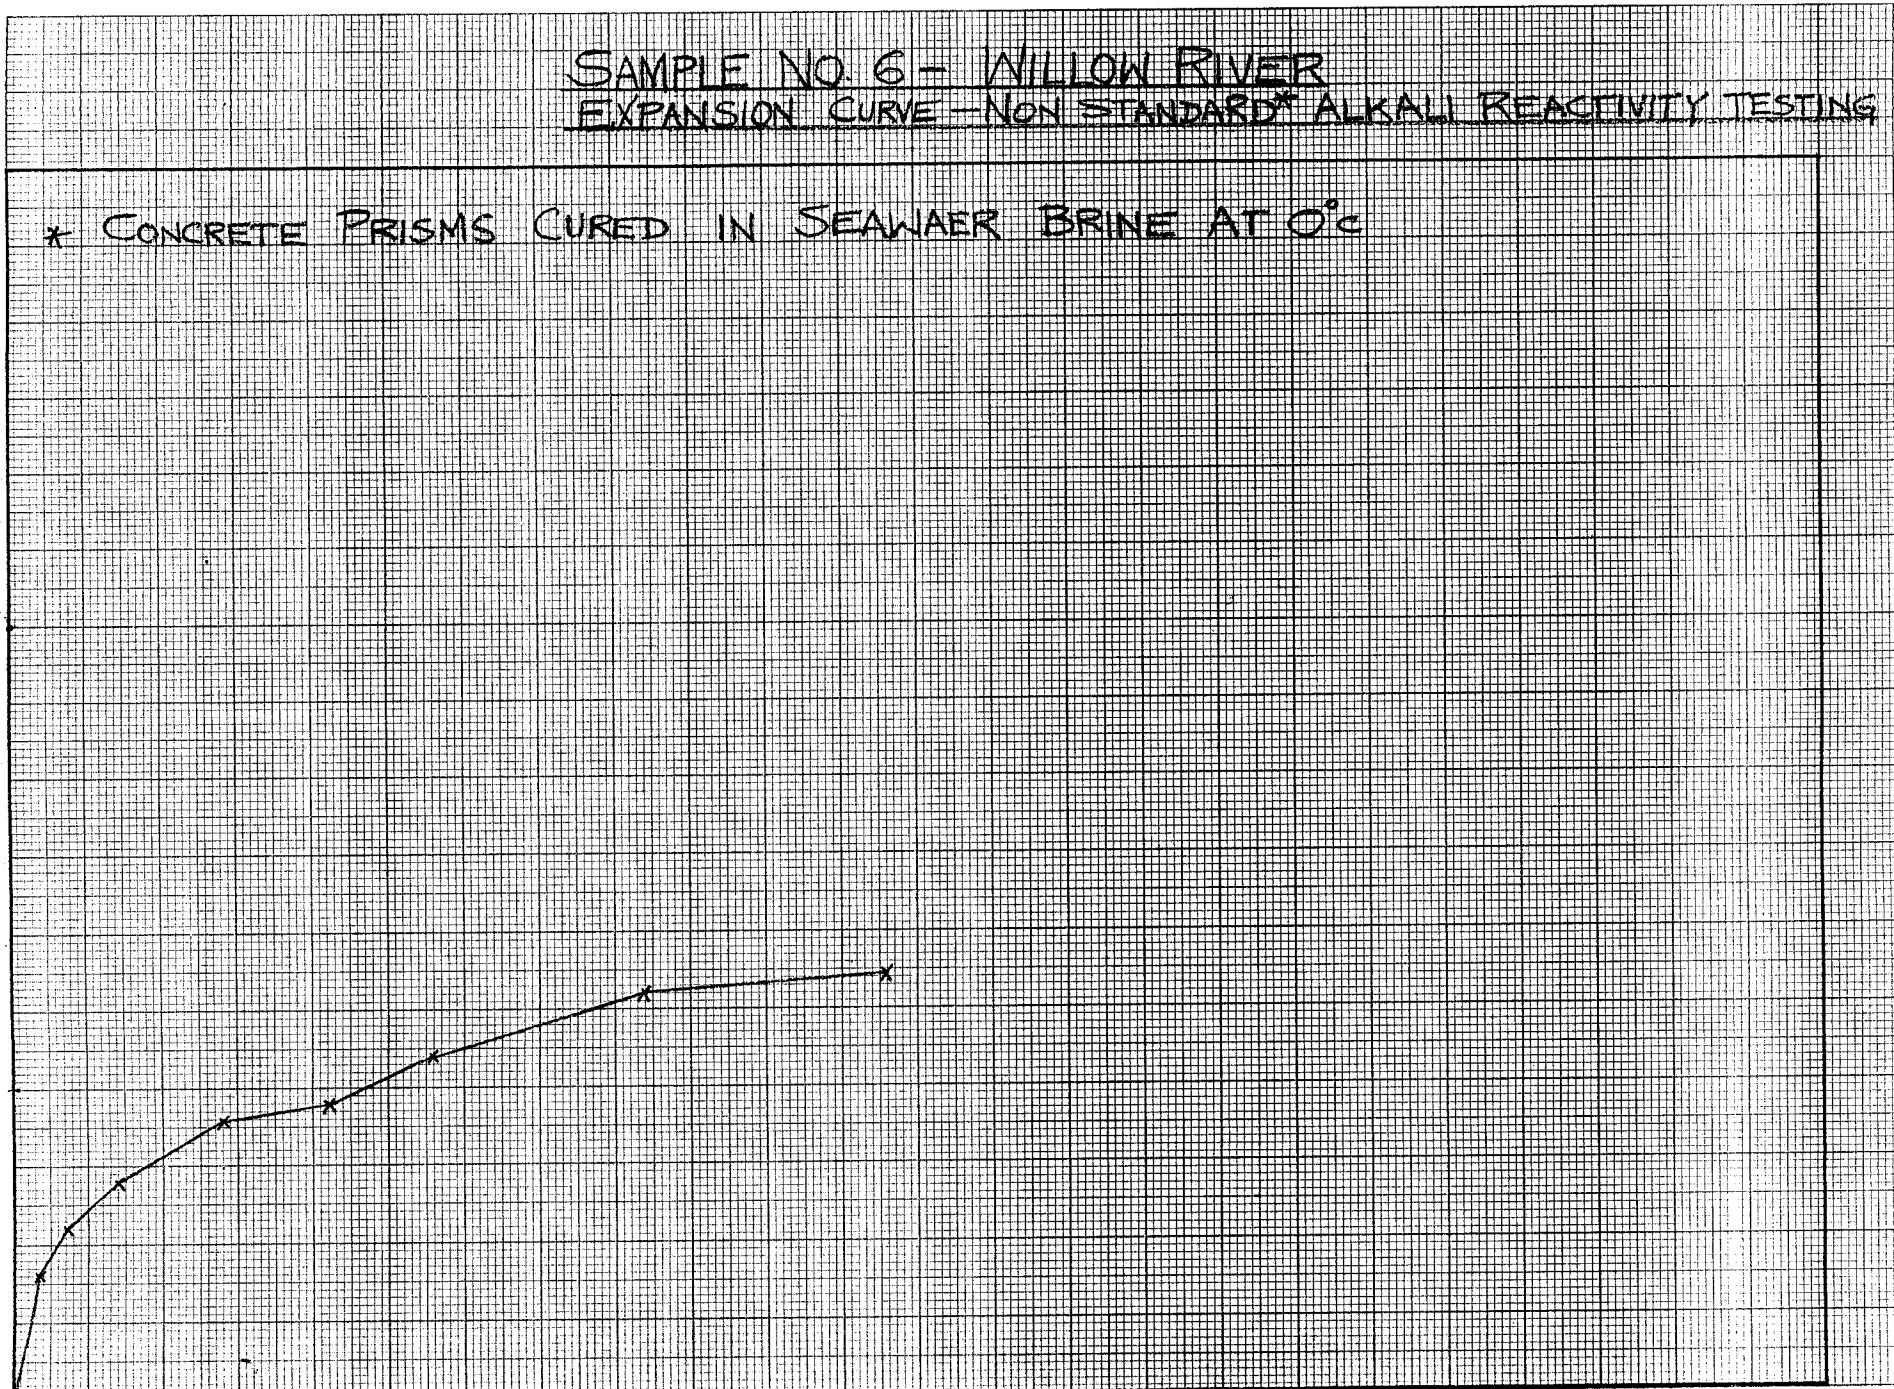 SAMPLE NO. 6 - WILLOW RIVER
EXPANSION CURVE - NON STANDARD* ALKALI REACTIVITY TESTING
* CONCRETE PRISMS CURED IN SEAWAER BRINE AT 0°C